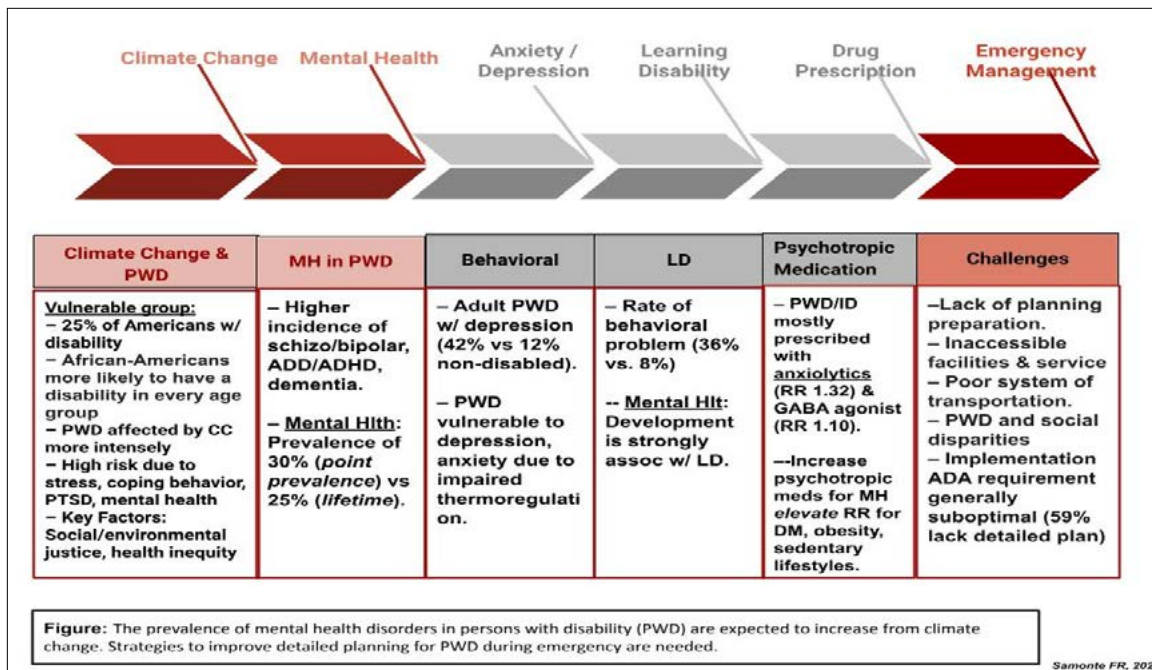 Climate Change
Mental Health
Anxiety /
Depression
Learning
Disability
Drug
Prescription
Emergency
Management
Climate Change &
PWD
Vulnerable group:
– 25% of Americans w/
disability
– African-Americans
more likely to have a
disability in every age
group
– PWD affected by CC
more intensely
– High risk due to
stress, coping behavior,
PTSD, mental health
– Key Factors:
Social/environmental
justice, health inequity
MH in PWD
– Higher
incidence of
schizo/bipolar,
ADD/ADHD,
dementia.
– Mental Hlth:
Prevalence of
30% (point
prevalence) vs
25% (lifetime).
Behavioral
– Adult PWD
w/ depression
(42% vs 12%
non-disabled).
– PWD
vulnerable to
depression,
anxiety due to
impaired
thermoregulati
on.
LD
– Rate of
behavioral
problem (36%
vs. 8%)
-- Mental Hlt:
Development
is strongly
assoc w/ LD.
Psychotropic
Medication
– PWD/ID
mostly
prescribed
with
anxiolytics
(RR 1.32) &
GABA agonist
(RR 1.10).
---Increase
psychotropic
meds for MH
elevate RR for
DM, obesity,
sedentary
lifestyles.
Challenges
–Lack of planning
preparation.
– Inaccessible
facilities & service
– Poor system of
transportation.
– PWD and social
disparities
– Implementation
ADA requirement
generally
suboptimal (59%
lack detailed plan)
Figure: The prevalence of mental health disorders in persons with disability (PWD) are expected to increase from climate
change. Strategies to improve detailed planning for PWD during emergency are needed.
Samonte FR, 202